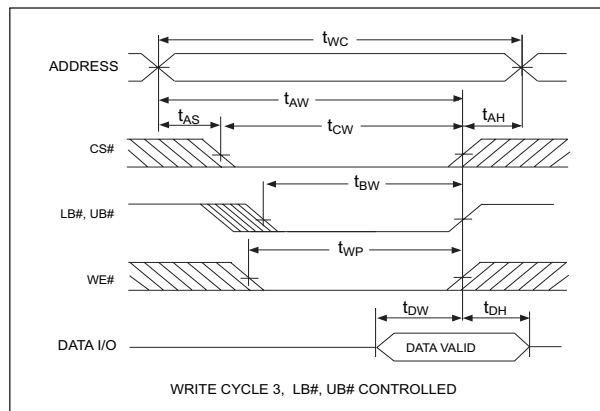 tWC
ADDRESS
tAW
tAS
tCW
tAH
CS#
tBW
LB#, UB#
tWP
WE#
tDW
tDH
DATA I/O
DATA VALID
WRITE CYCLE 3, LB#, UB# CONTROLLED